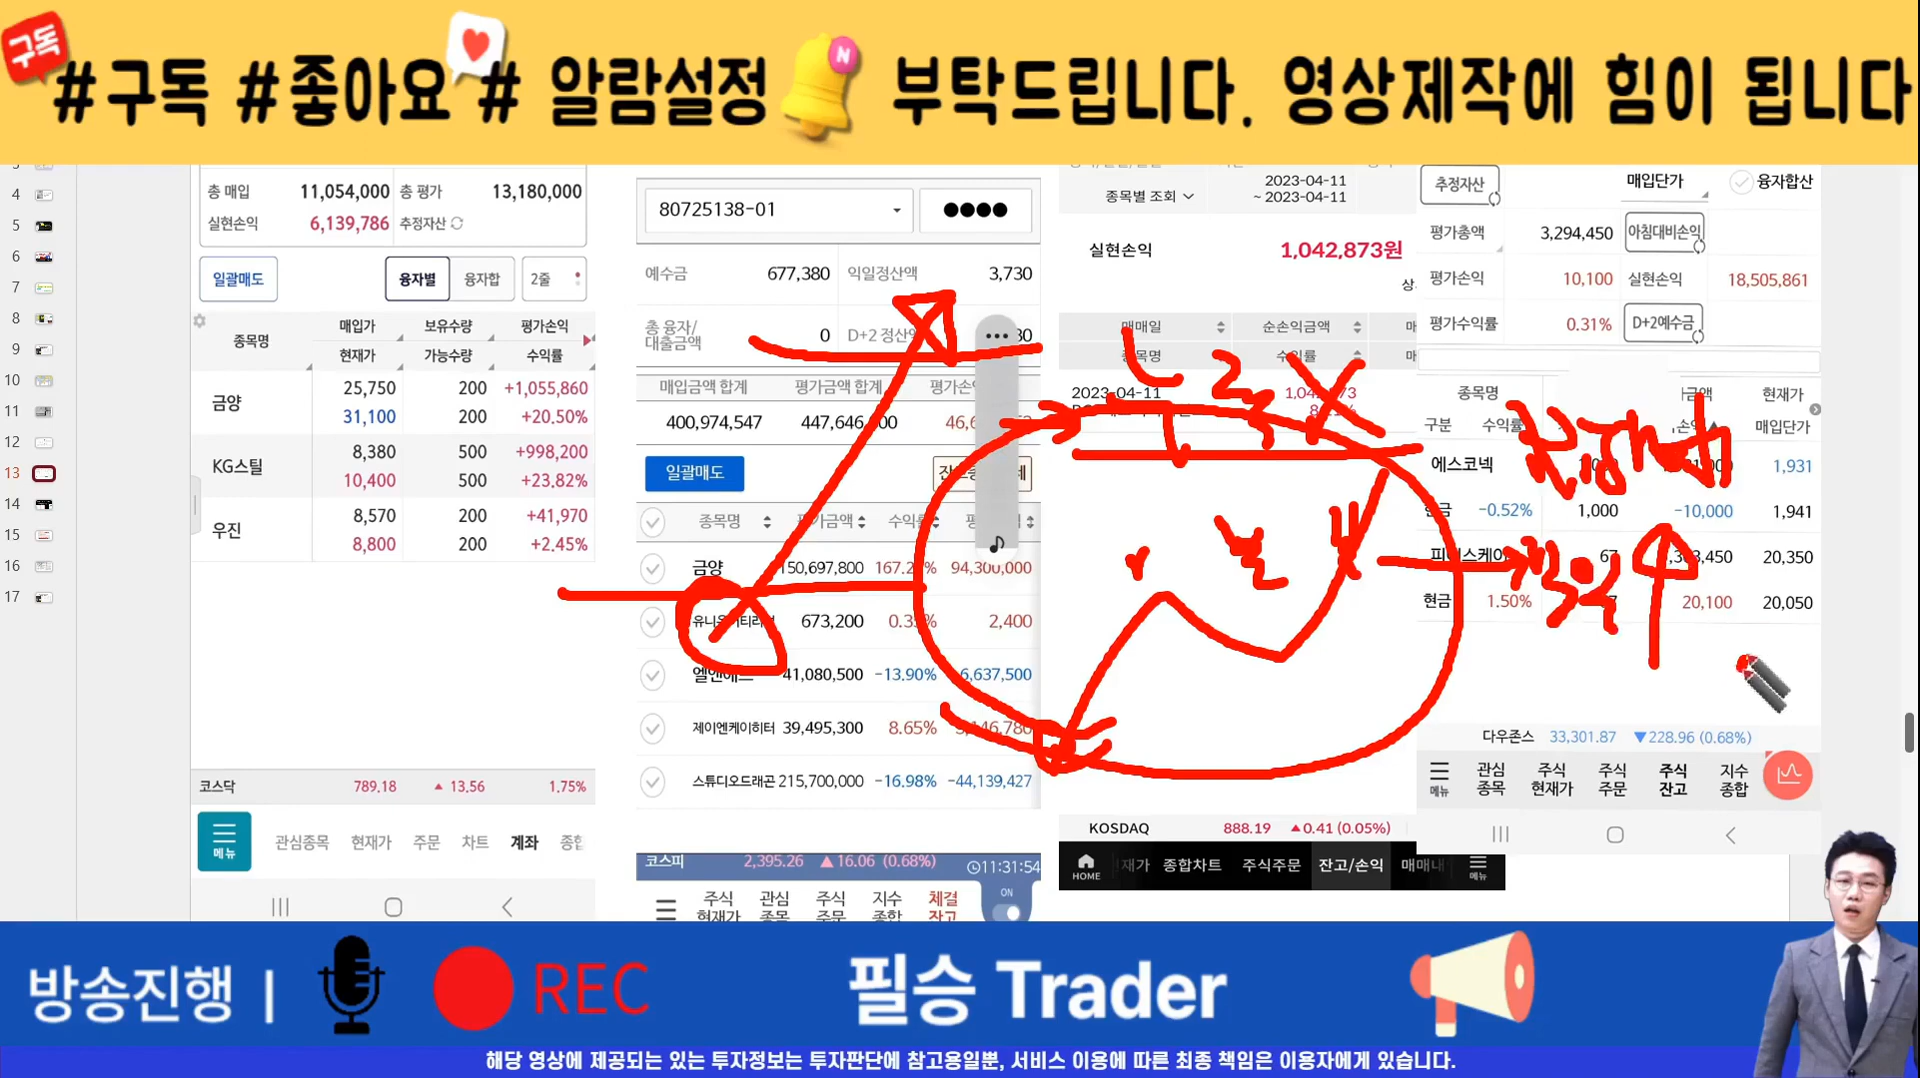 구독
#구독 #좋아요 # 알람설정 부탁드립니다. 영상제작에 힘이 됩니다
N
4
5
6
7
8
9
10
11
12
13
14
15
16
17
총 매입 11,054,000 총 평가 13,180,000
실현손익 6,139,786 추정자산
일괄매도 융자별 융자합 2줄
종목명 매입가 보유수량 평가손익
현재가 가능수량 수익률
금양 25,750 200 +1,055,860
31,100 200 +20.50%
KG스틸 8,380 500 +998,200
10,400 500 +23.82%
우진 8,570 200 +41,970
8,800 200 +2.45%
코스닥 789.18 ▲ 13.56 1.75%
메뉴 관심종목 현재가 주문 차트 계좌
80725138-01 ●●●●
예수금 677,380 익일정산액 3,730
총 융자/대출금액 0 D+2
매입금액 합계 평가금액 합계
400,974,547
일괄매도
종목명 수익률
금양 150,697,800 94,300,000
673,200 2,400
41,080,500 -13.90%
제이엔케이히터 39,495,300 8.65%
스튜디오드래곤 215,700,000 -16.98% -44,139,427
코스피 2,395.26 ▲ 16.06 (0.68%) 11:31:54
주식현재가 관심종목 주식주문 지수종합 체결잔고
ON
종목별 조회 2023-04-11
~ 2023-04-11
실현손익 1,042,873원
매매일 순손익금액
수익률
2023-04-11
KOSDAQ 888.19 ▲0.41 (0.05%)
HOME 종합차트 주식주문 잔고/손익 메뉴
추정자산 매입단가 융자합산
평가총액 3,294,450 아침대비손익
평가손익 10,100 실현손익 18,505,861
평가수익률 0.31% D+2예수금
종목명 현재가
구분 매입단가
에스코넥 1,931
현금 -0.52% 1,000 -10,000 1,941
67 20,350
현금 1.50% 20,100 20,050
다우존스 33,301.87 ▼228.96 (0.68%)
메뉴 관심종목 주식현재가 주식주문 주식잔고 지수종합
방송진행 | REC 필승 Trader
해당 영상에 제공되는 있는 투자정보는 투자판단에 참고용일뿐, 서비스 이용에 따른 최종 책임은 이용자에게 있습니다.